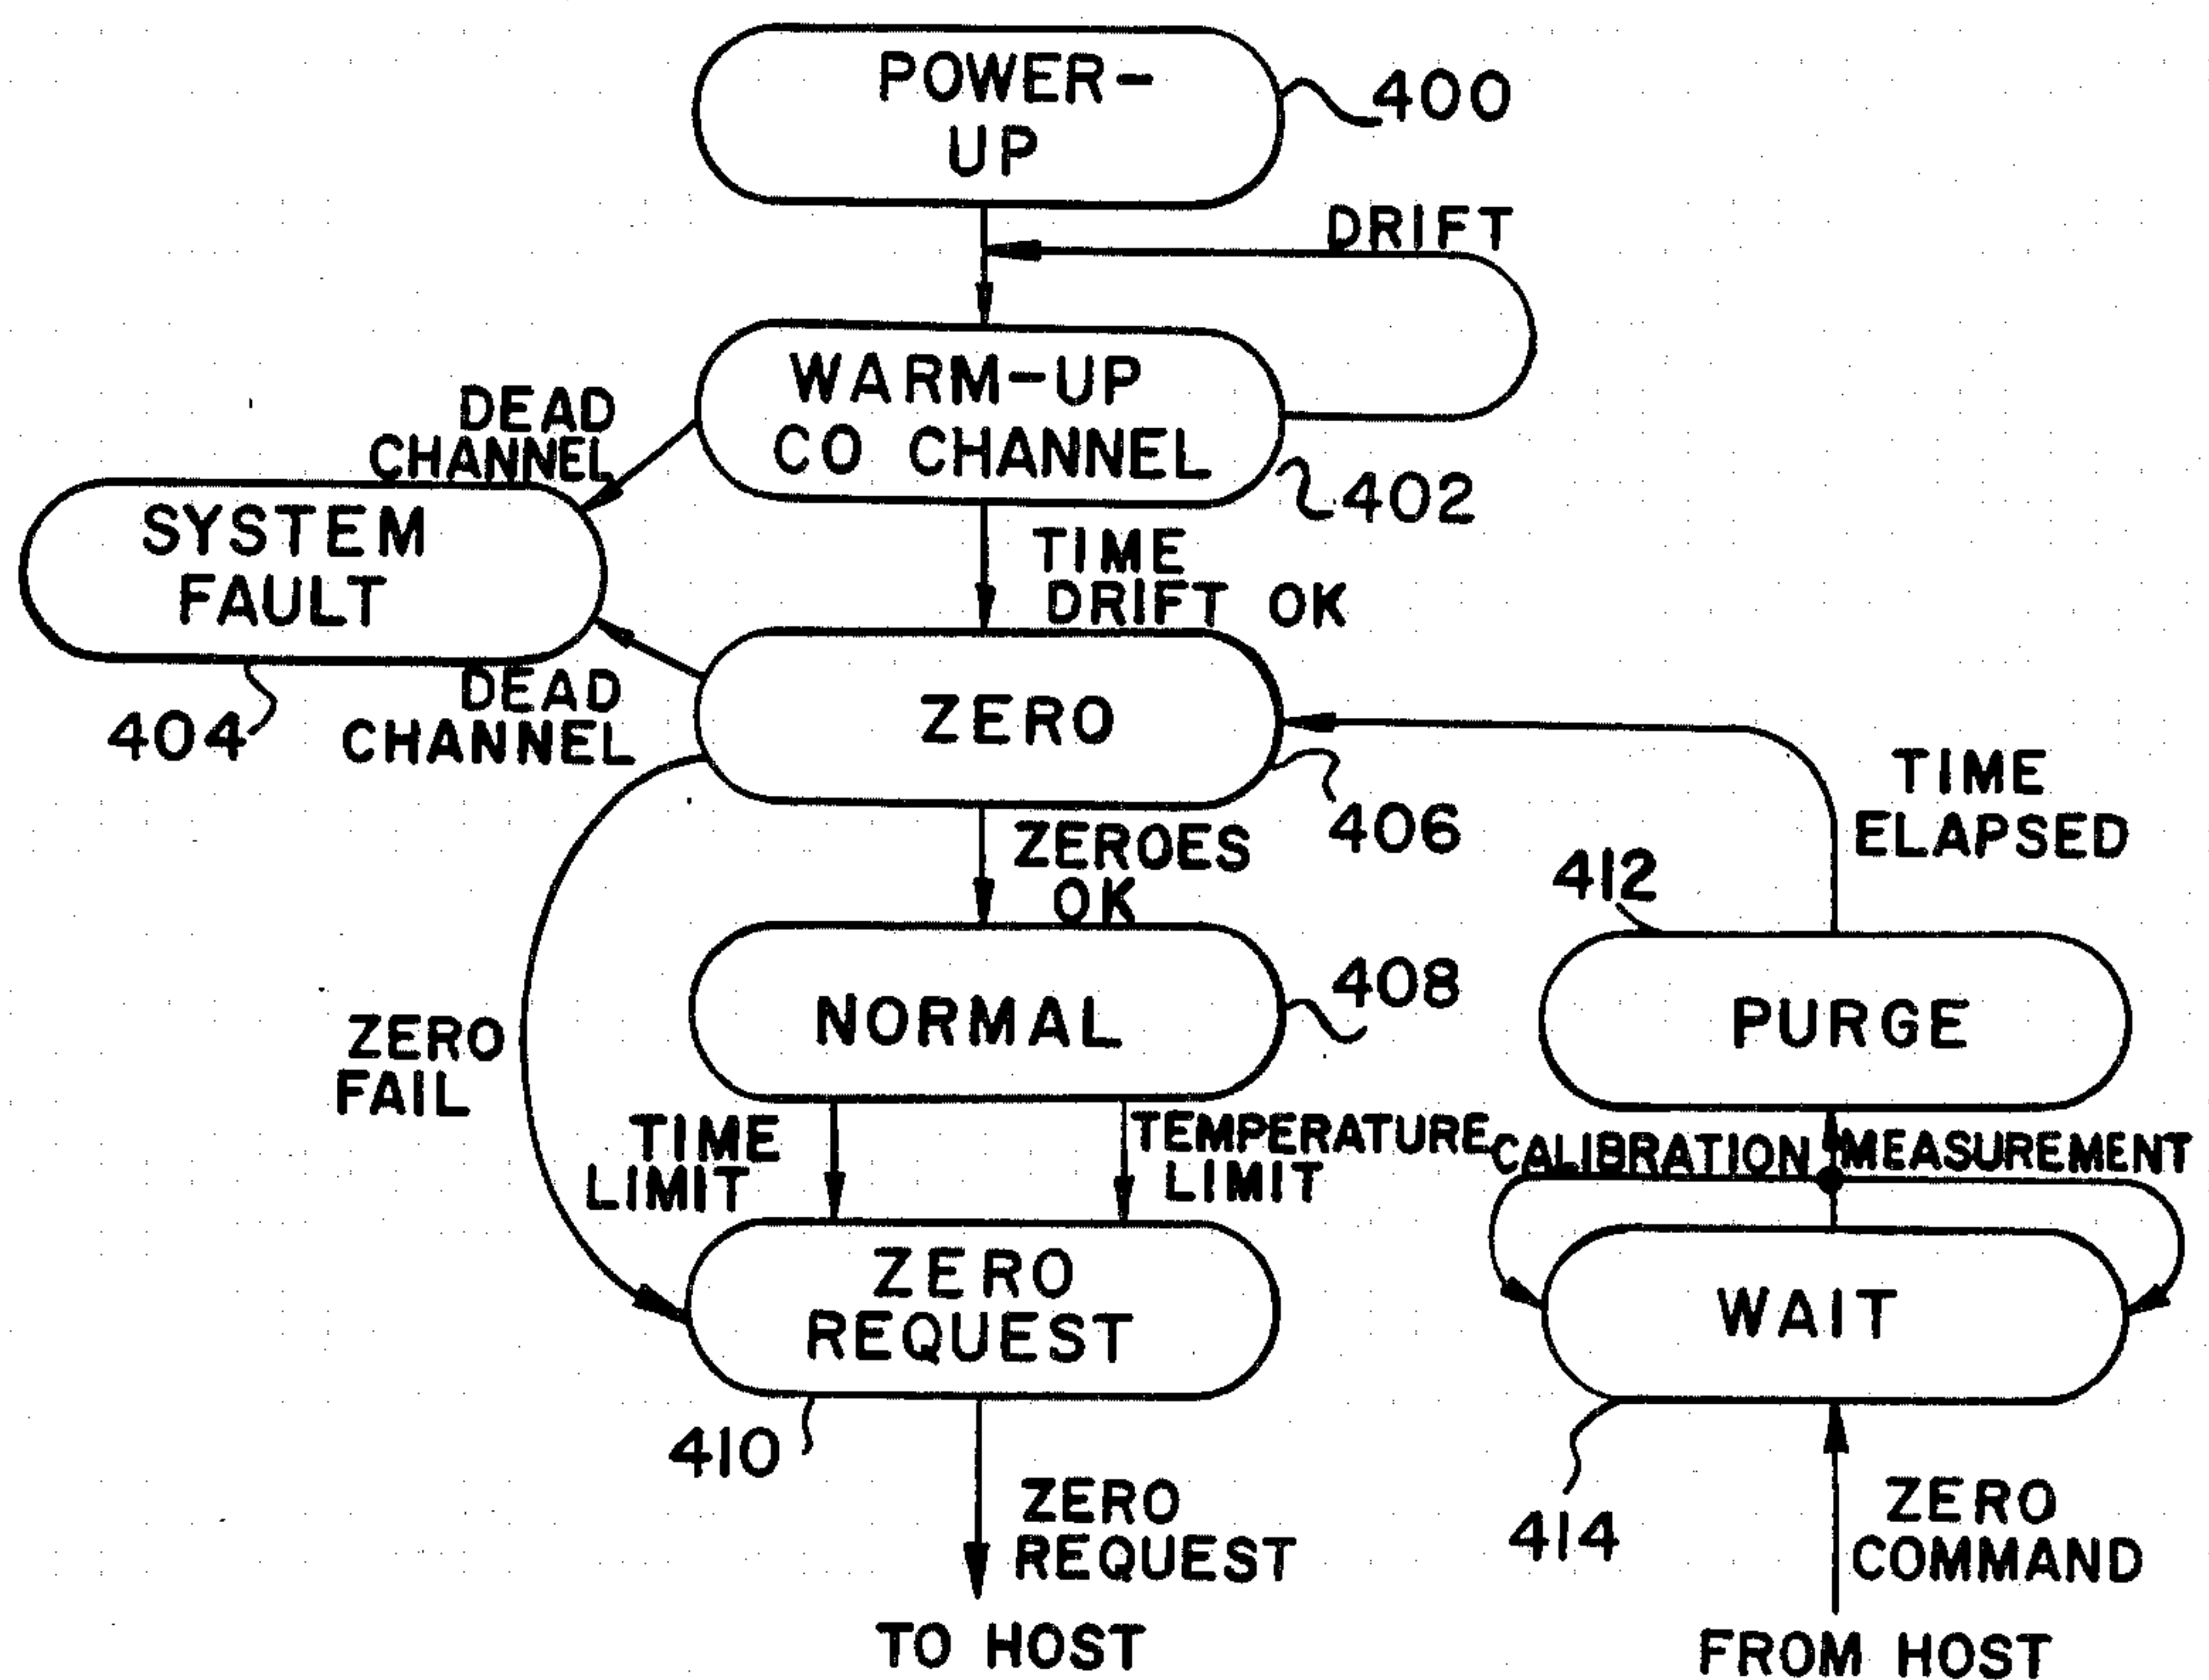 POWER-
UP
400
DRIFT
WARM-UP
CO CHANNEL
402
DEAD
CHANNEL
SYSTEM
FAULT
404
TIME
DRIFT OK
DEAD
CHANNEL
ZERO
406
TIME
ELAPSED
ZEROES
OK
412
NORMAL
408
PURGE
ZERO
FAIL
TIME
LIMIT
TEMPERATURE
LIMIT
CALIBRATION
MEASUREMENT
ZERO
REQUEST
410
WAIT
414
ZERO
REQUEST
TO HOST
ZERO
COMMAND
FROM HOST